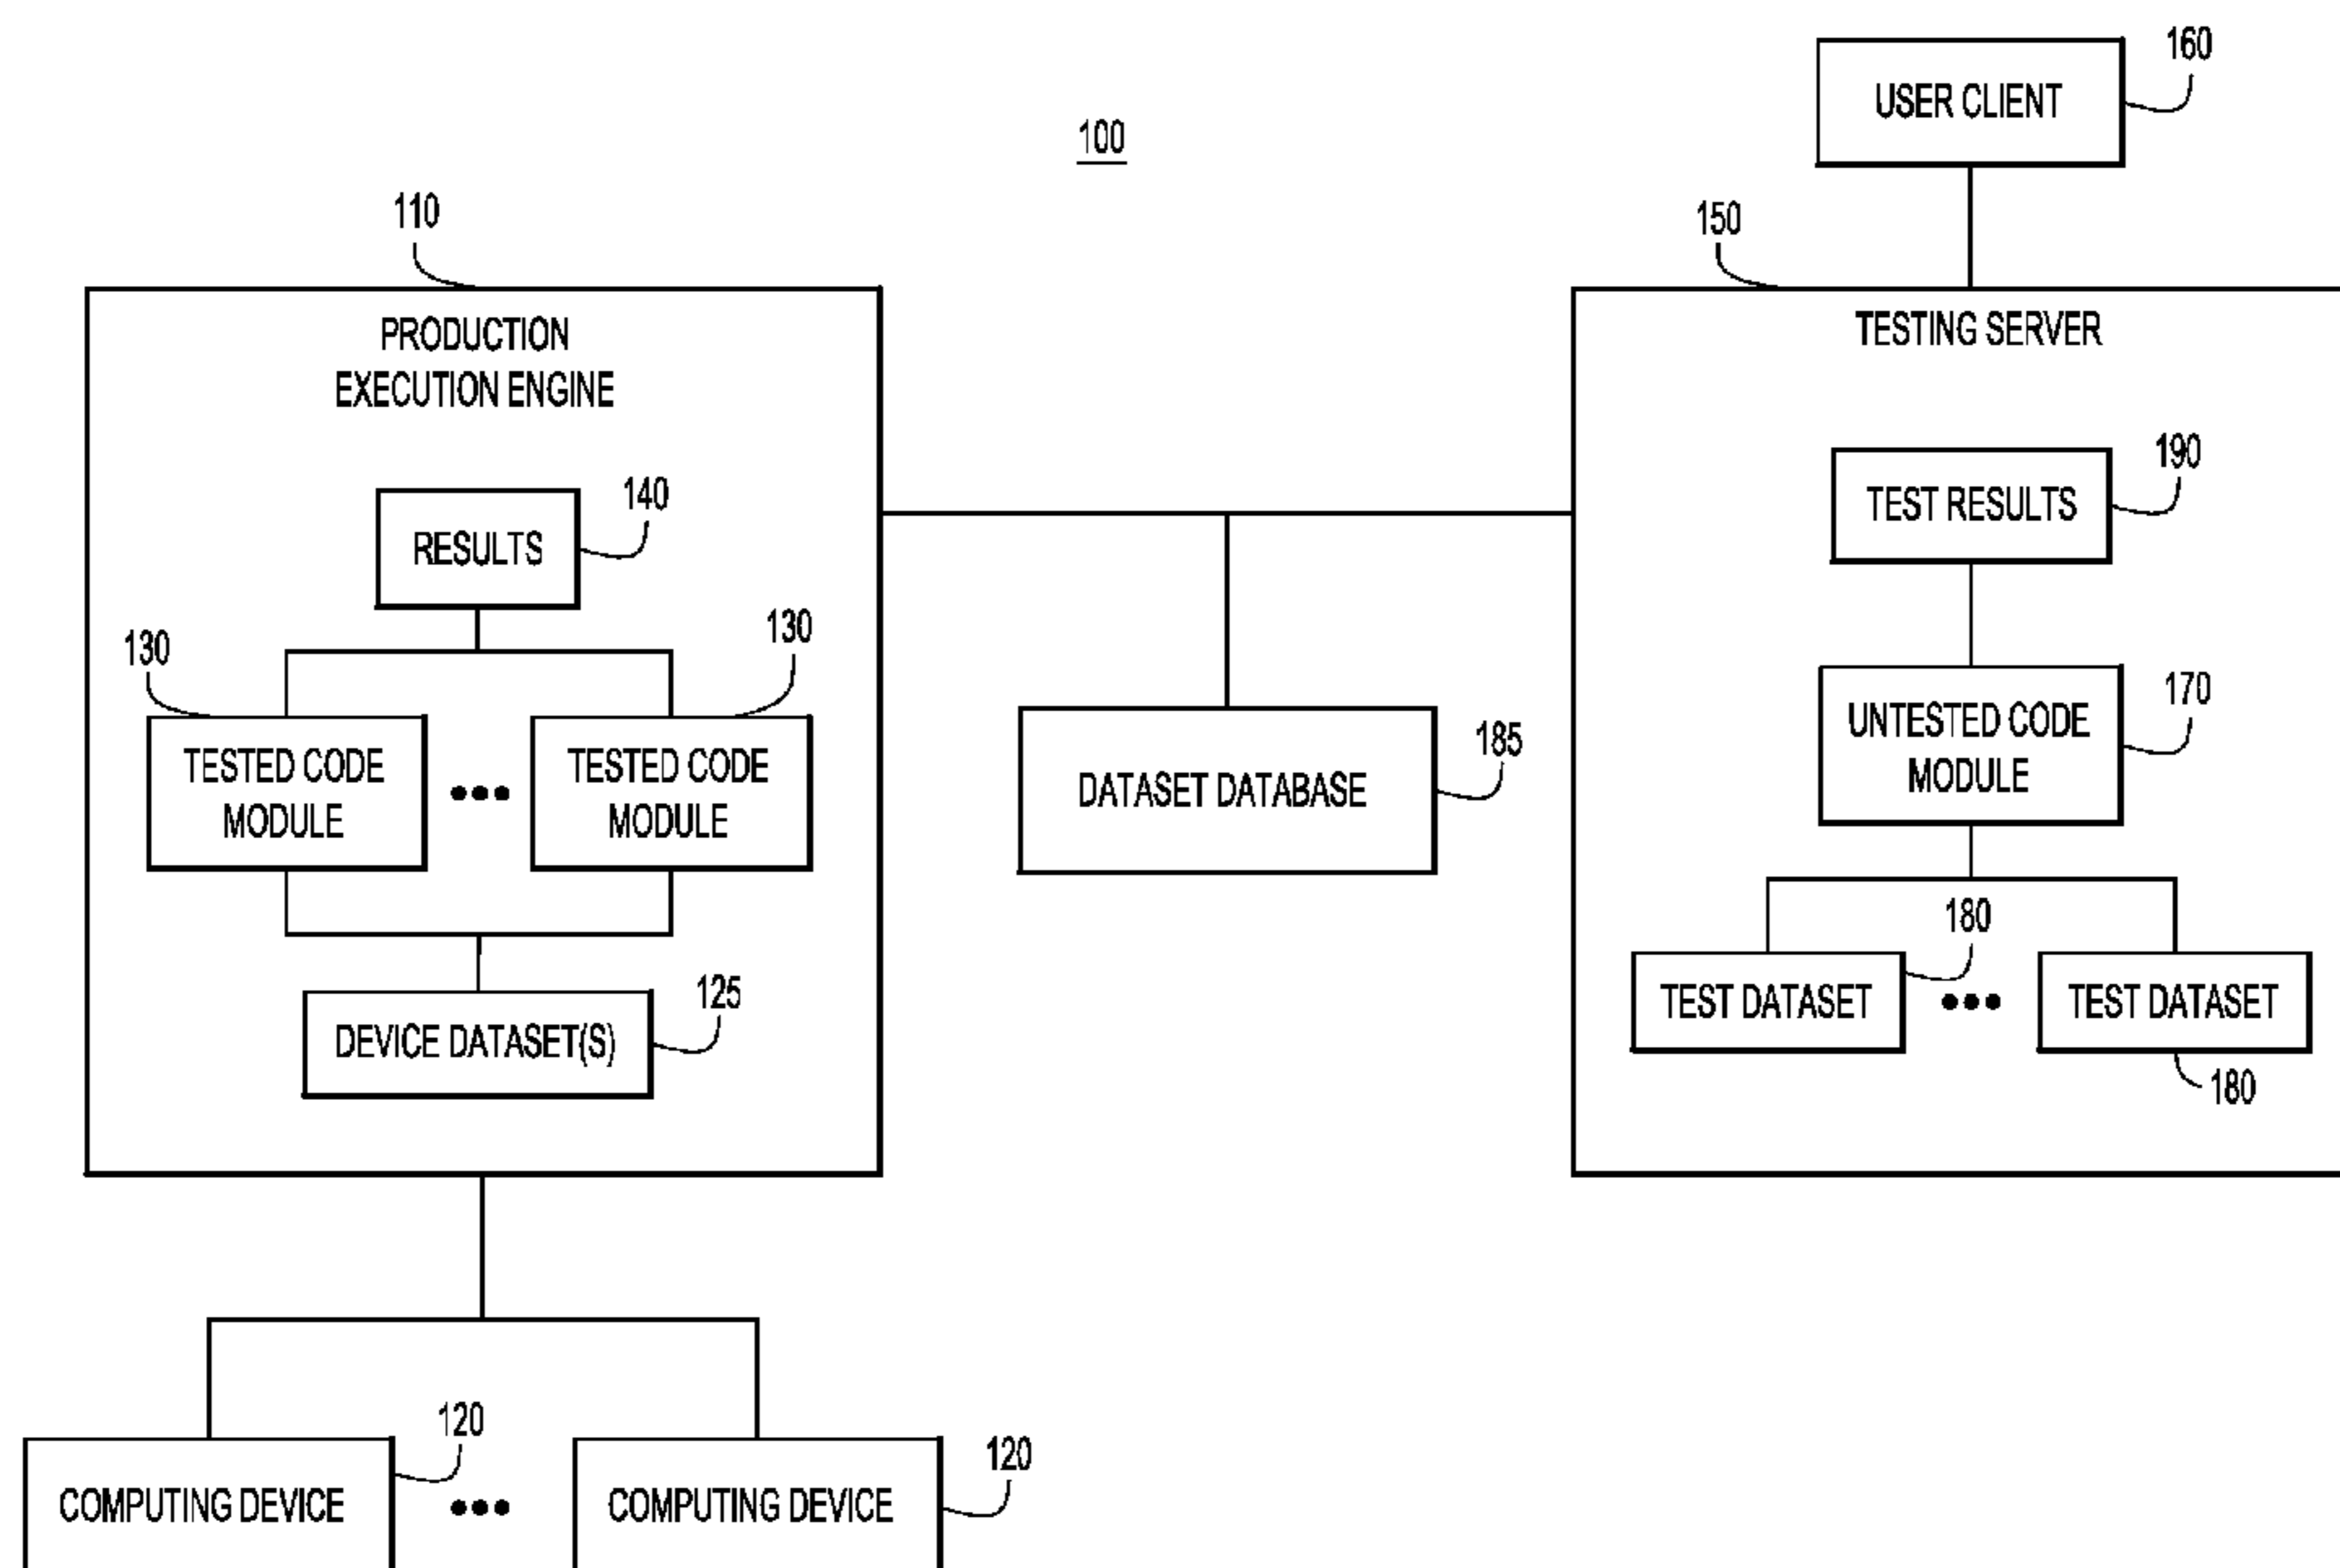 160
USER CLIENT
100
110
150
PRODUCTION
EXECUTION ENGINE
TESTING SERVER
140
RESULTS
190
TEST RESULTS
130
130
TESTED CODE
MODULE
TESTED CODE
MODULE
185
DATASET DATABASE
170
UNTESTED CODE
MODULE
125
DEVICE DATASET(S)
180
TEST DATASET
TEST DATASET
180
120
COMPUTING DEVICE
120
COMPUTING DEVICE